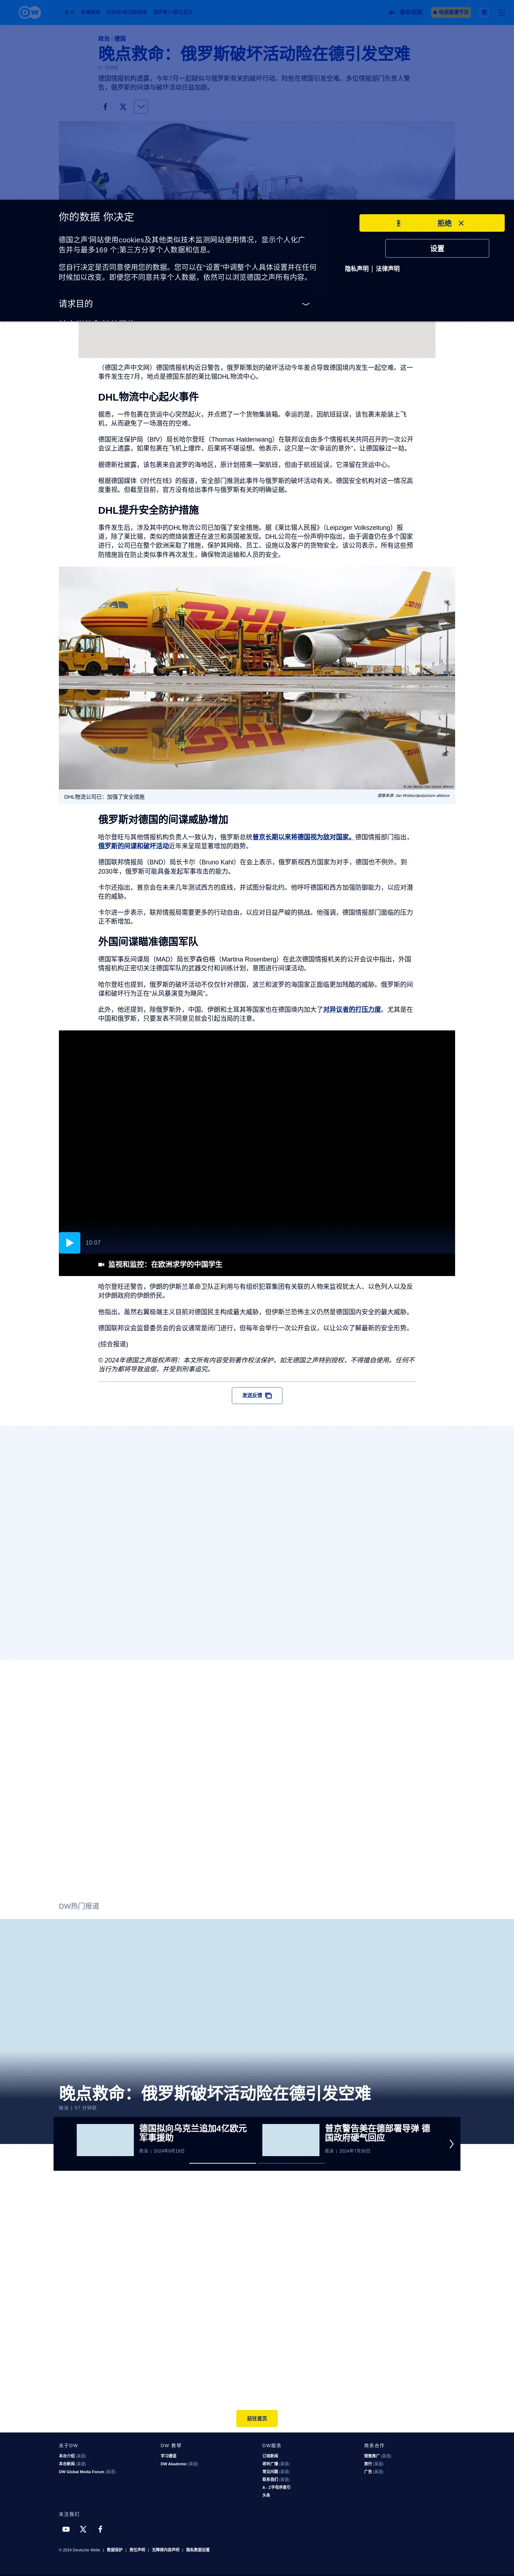 最新视频
电视直播节目
政治 | 德国
晚点救命：俄罗斯破坏活动险在德引发空难
57 分钟前
德国情报机构透露，今年7月一起疑似与俄罗斯有关的破坏行动，险些在德国引发空难。多位情报部门负责人警
告，俄罗斯的间谍与破坏活动日益加剧。
你的数据 你决定
德国之声'网站使用cookies及其他类似技术监测网站使用情况，显示个人化广
告并与最多169 个;第三方分享个人数据和信息。
您自行决定是否同意使用您的数据。您可以在"设置"中调整个人具体设置并在任何
时候加以改变。即便您不同意共享个人数据，依然可以浏览德国之声所有内容。
请求目的
拒绝
设置
隐私声明 | 法律声明
（德国之声中文网）德国情报机构近日警告，俄罗斯策划的破坏活动今年差点导致德国境内发生一起空难。这一
事件发生在7月，地点是德国东部的莱比锡DHL物流中心。
DHL物流中心起火事件
据悉，一件包裹在货运中心突然起火，并点燃了一个货物集装箱。幸运的是，因航班延误，该包裹未能装上飞
机，从而避免了一场潜在的空难。
德国宪法保护局（BfV）局长哈尔登旺（Thomas Haldenwang）在联邦议会由多个情报机关共同召开的一次公开
会议上透露，如果包裹在飞机上爆炸，后果将不堪设想。他表示，这只是一次"幸运的意外"，让德国躲过一劫。
据德新社披露，该包裹来自波罗的海地区，原计划搭乘一架航班，但由于航班延误，它滞留在货运中心。
根据德国媒体《时代在线》的报道，安全部门推测此事件与俄罗斯的破坏活动有关。德国安全机构对这一情况高
度重视，但截至目前，官方没有给出事件与俄罗斯有关的明确证据。
DHL提升安全防护措施
事件发生后，涉及其中的DHL物流公司已加强了安全措施。据《莱比锡人民报》（Leipziger Volkszeitung）报
道，除了莱比锡，类似的燃烧装置还在波兰和英国被发现。DHL公司在一份声明中指出，由于调查仍在多个国家
进行，公司已在整个欧洲采取了措施，保护其网络、员工、设施以及客户的货物安全。该公司表示，所有这些预
防措施旨在防止类似事件再次发生，确保物流运输和人员的安全。
DHL物流公司已：加强了安全措施
图像来源: Jan Woitas/dpa/picture alliance
俄罗斯对德国的间谍威胁增加
哈尔登旺与其他情报机构负责人一致认为，俄罗斯总统普京长期以来将德国视为敌对国家。德国情报部门指出，
俄罗斯的间谍和破坏活动近年来呈现显著增加的趋势。
德国联邦情报局（BND）局长卡尔（Bruno Kahl）在会上表示，俄罗斯视西方国家为对手，德国也不例外。到
2030年，俄罗斯可能具备发起军事攻击的能力。
卡尔还指出，普京会在未来几年测试西方的底线，并试图分裂北约。他呼吁德国和西方加强防御能力，以应对潜
在的威胁。
卡尔进一步表示，联邦情报局需要更多的行动自由，以应对日益严峻的挑战。他强调，德国情报部门面临的压力
正不断增加。
外国间谍瞄准德国军队
德国军事反间谍局（MAD）局长罗森伯格（Martina Rosenberg）在此次德国情报机关的公开会议中指出，外国
情报机构正密切关注德国军队的武器交付和训练计划，意图进行间谍活动。
哈尔登旺也提到，俄罗斯的破坏活动不仅仅针对德国，波兰和波罗的海国家正面临更加残酷的威胁。俄罗斯的间
谍和破坏行为正在"从风暴演变为飓风"。
此外，他还提到，除俄罗斯外，中国、伊朗和土耳其等国家也在德国境内加大了对异议者的打压力度。尤其是在
中国和俄罗斯，只要发表不同意见就会引起当局的注意。
10:07
监视和监控：在欧洲求学的中国学生
哈尔登旺还警告，伊朗的伊斯兰革命卫队正利用与有组织犯罪集团有关联的人物来监视犹太人、以色列人以及反
对伊朗政府的伊朗侨民。
他指出，虽然右翼极端主义目前对德国民主构成最大威胁，但伊斯兰恐怖主义仍然是德国国内安全的最大威胁。
德国联邦议会监督委员会的会议通常是闭门进行，但每年会举行一次公开会议，以让公众了解最新的安全形势。
(综合报道)
© 2024年德国之声版权声明：本文所有内容受到著作权法保护，如无德国之声特别授权，不得擅自使用。任何不
当行为都将导致追偿，并受到刑事追究。
发送反馈
DW热门报道
晚点救命：俄罗斯破坏活动险在德引发空难
政治 | 57 分钟前
德国拟向乌克兰追加4亿欧元
军事援助
政治 | 2024年9月19日
普京警告美在德部署导弹 德
国政府硬气回应
政治 | 2024年7月30日
前往首页
关于DW
本台介绍 (英语)
本台新闻 (英语)
DW Global Media Forum (英语)
DW 教学
学习德语
DW Akademie (英语)
DW服务
订阅新闻
收听广播 (英语)
常见问题 (英语)
联系我们 (英语)
A - Z字母序索引
头条
商务合作
销售推广 (英语)
旅行 (英语)
广告 (英语)
关注我们
© 2024 Deutsche Welle | 数据保护 | 责任声明 | 无障碍内容声明 | 隐私数据设置